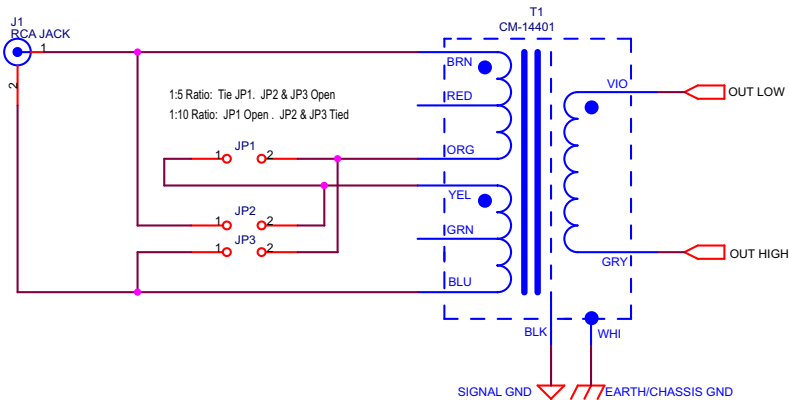 T1
CM-14401
J1
RCA JACK
1
2
BRN
RED
ORG
YEL
GRN
BLU
VIO
GRY
OUT LOW
OUT HIGH
1:5 Ratio: Tie JP1. JP2 & JP3 Open
1:10 Ratio: JP1 Open . JP2 & JP3 Tied
JP1
1 2
JP2
1 2
JP3
1 2
BLK
WHI
SIGNAL GND
EARTH/CHASSIS GND